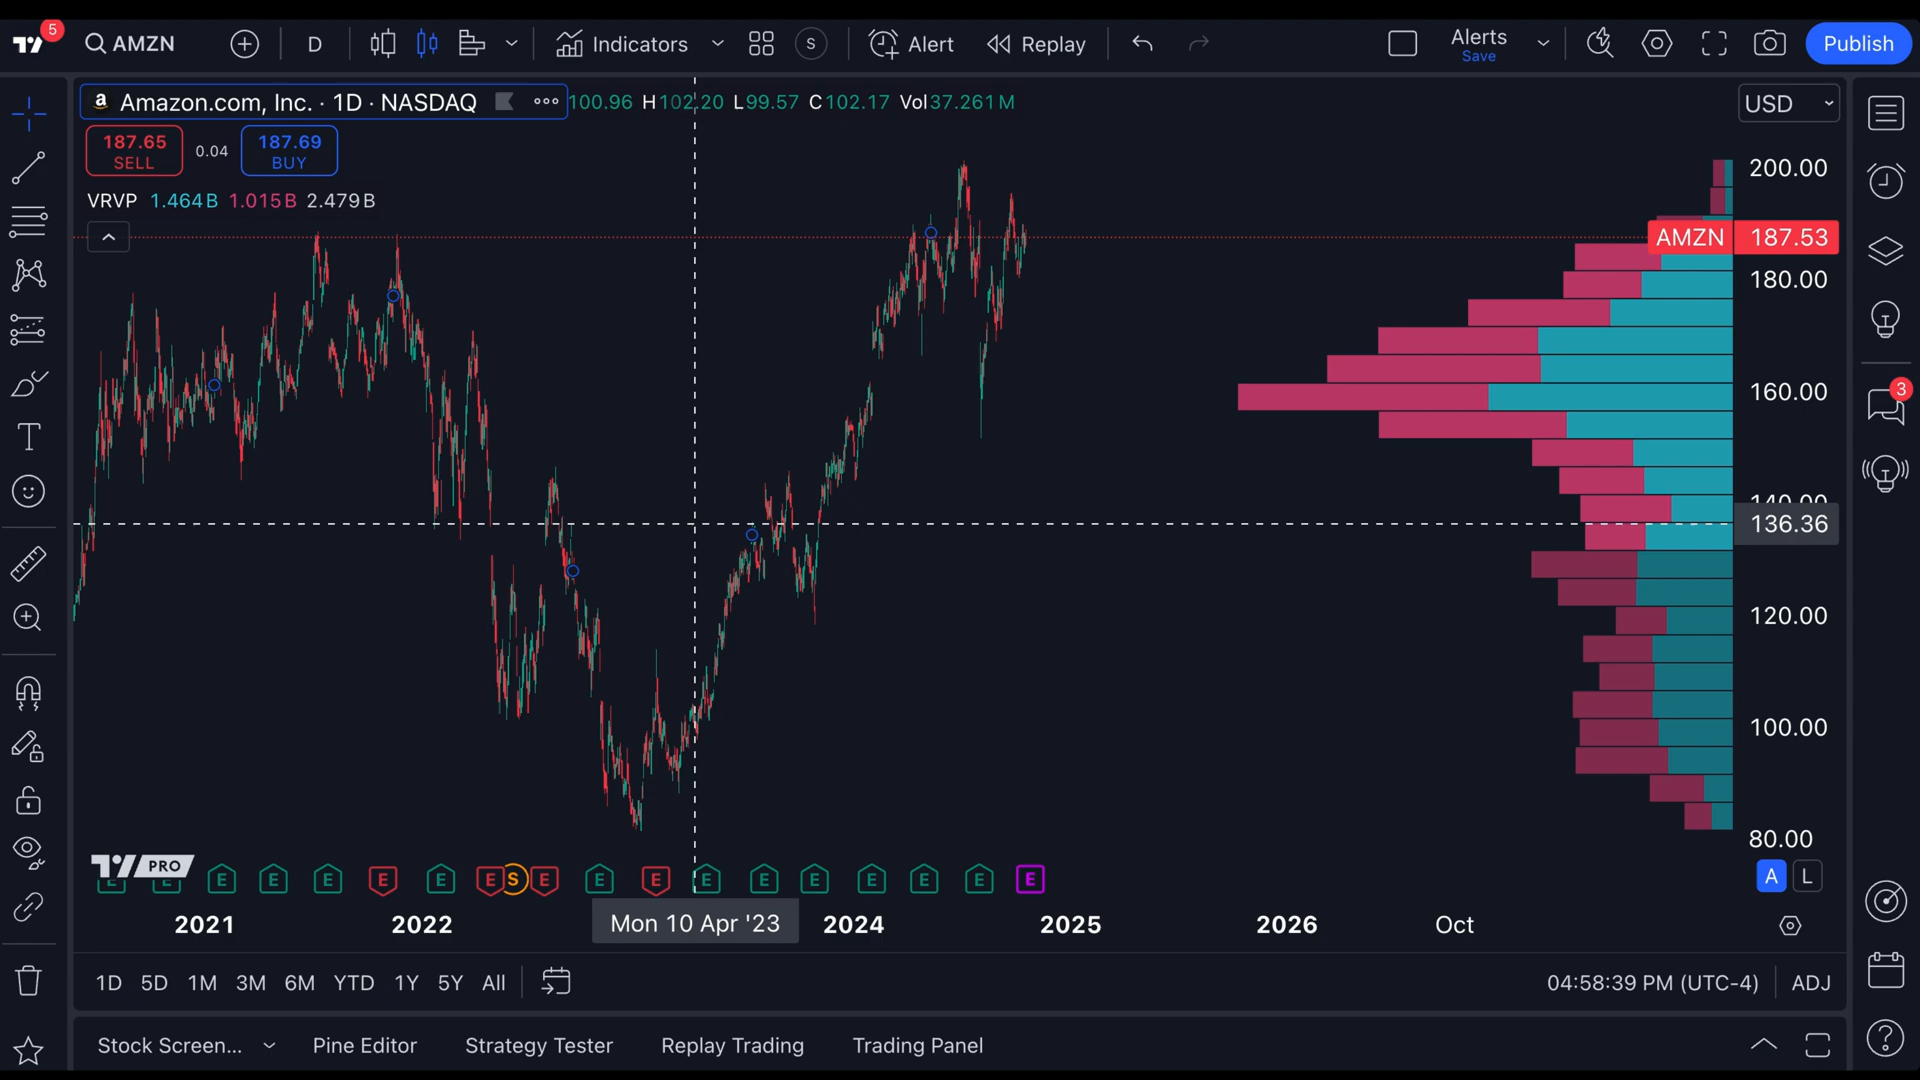 5
AMZN
D
Indicators
S
Alert
Replay
Alerts
Save
Publish
a Amazon.com, Inc. · 1D · NASDAQ
100.96 H102.20 L99.57 C102.17 Vol37.261M
USD
187.65
SELL
0.04
187.69
BUY
VRVP 1.464B 1.015B 2.479B
200.00
AMZN 187.53
180.00
160.00
140.00
136.36
120.00
100.00
80.00
3
T
PRO
E E E E E E E E S E E E E E E E E E E
A L
2021 2022 Mon 10 Apr '23 2024 2025 2026 Oct
1D 5D 1M 3M 6M YTD 1Y 5Y All
04:58:39 PM (UTC-4) ADJ
Stock Screen... Pine Editor Strategy Tester Replay Trading Trading Panel